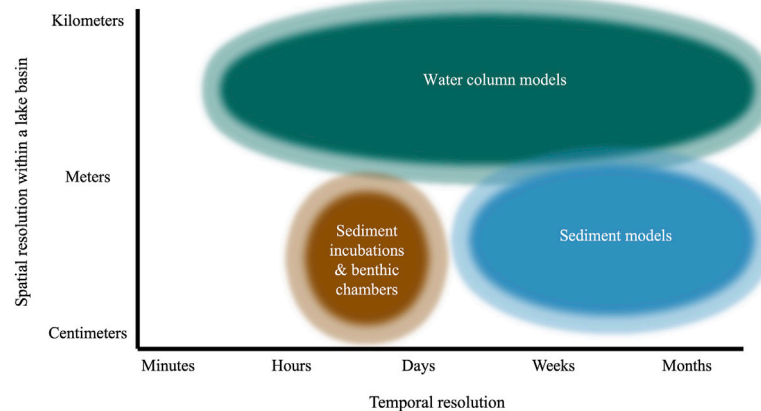 Kilometers
Spatial resolution within a lake basin
Water column models
Meters
Sediment
incubations
& benthic
chambers
Sediment models
Centimeters
Minutes
Hours
Days
Weeks
Months
Temporal resolution